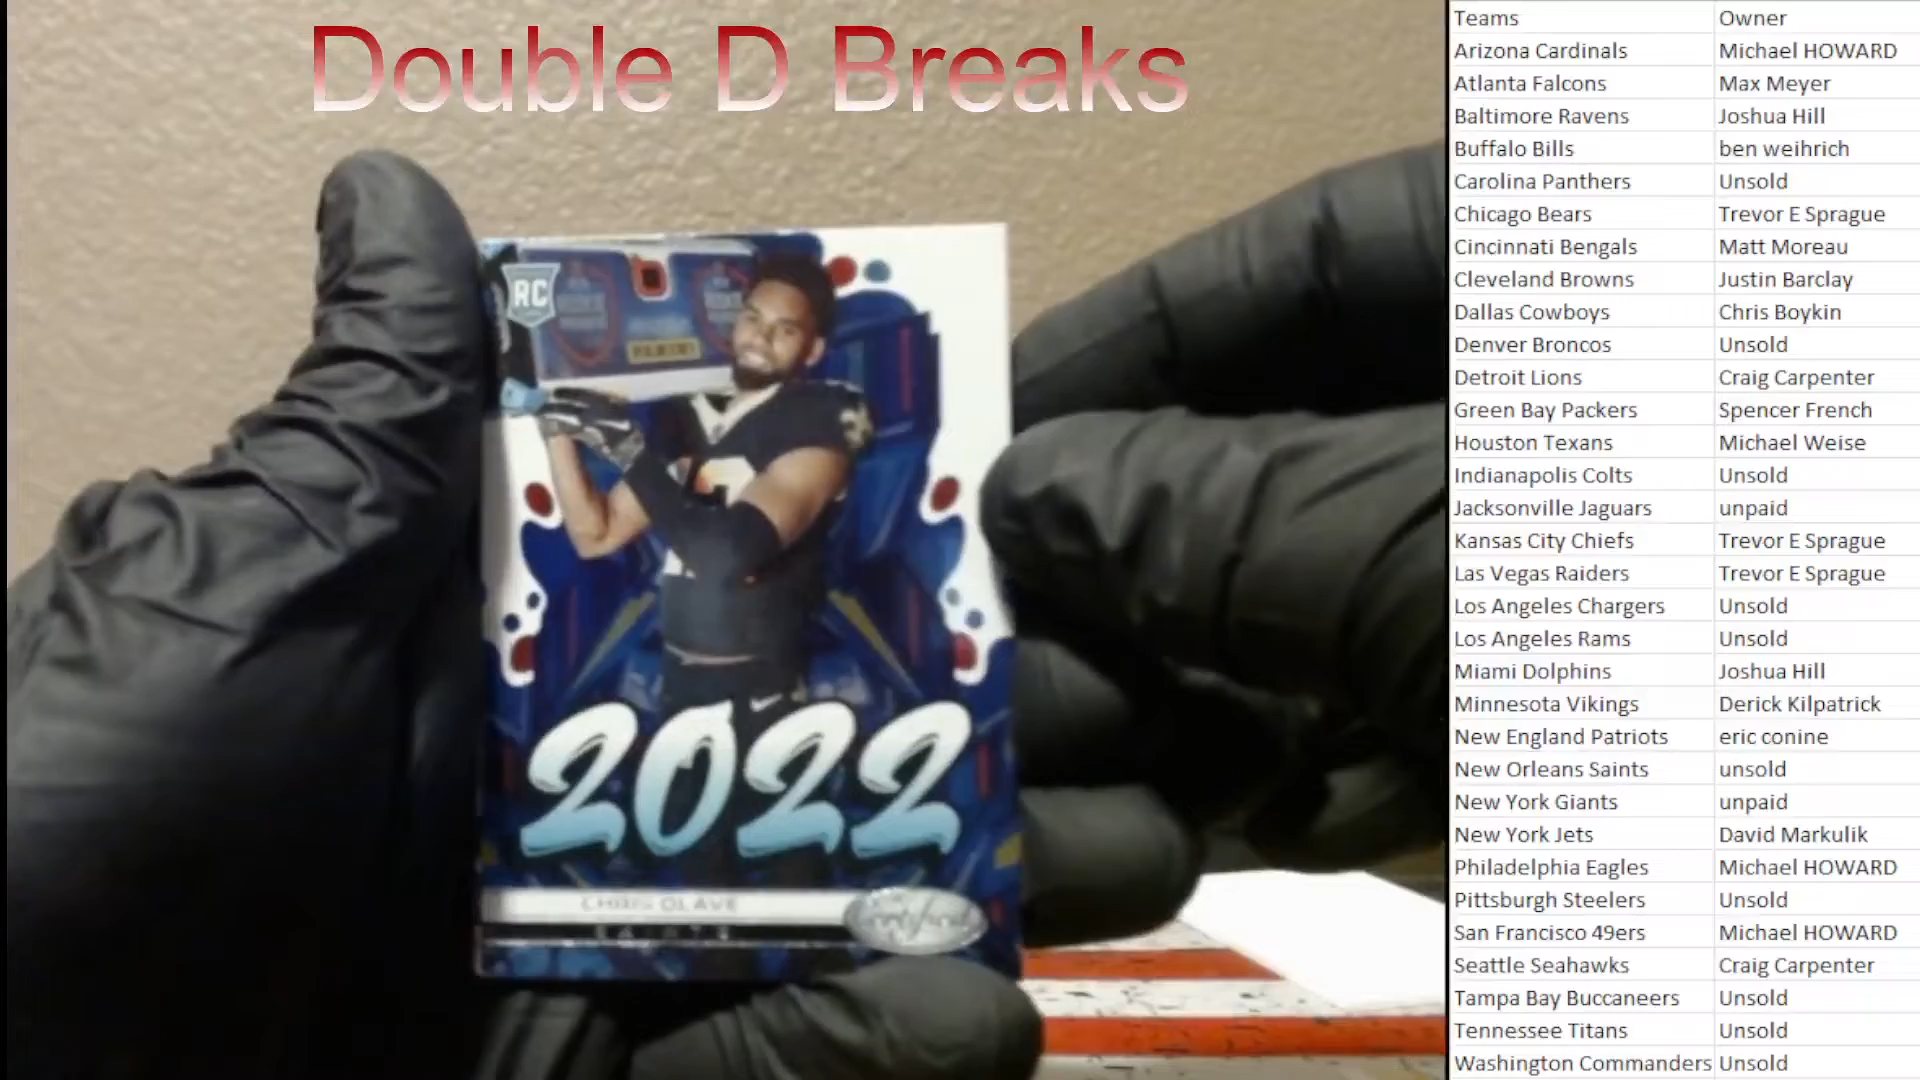 Double D Breaks
RC
PANINI
2022
CHRIS OLAVE
SAINTS
Teams Owner
Arizona Cardinals Michael HOWARD
Atlanta Falcons Max Meyer
Baltimore Ravens Joshua Hill
Buffalo Bills ben weihrich
Carolina Panthers Unsold
Chicago Bears Trevor E Sprague
Cincinnati Bengals Matt Moreau
Cleveland Browns Justin Barclay
Dallas Cowboys Chris Boykin
Denver Broncos Unsold
Detroit Lions Craig Carpenter
Green Bay Packers Spencer French
Houston Texans Michael Weise
Indianapolis Colts Unsold
Jacksonville Jaguars unpaid
Kansas City Chiefs Trevor E Sprague
Las Vegas Raiders Trevor E Sprague
Los Angeles Chargers Unsold
Los Angeles Rams Unsold
Miami Dolphins Joshua Hill
Minnesota Vikings Derick Kilpatrick
New England Patriots eric conine
New Orleans Saints unsold
New York Giants unpaid
New York Jets David Markulik
Philadelphia Eagles Michael HOWARD
Pittsburgh Steelers Unsold
San Francisco 49ers Michael HOWARD
Seattle Seahawks Craig Carpenter
Tampa Bay Buccaneers Unsold
Tennessee Titans Unsold
Washington Commanders Unsold